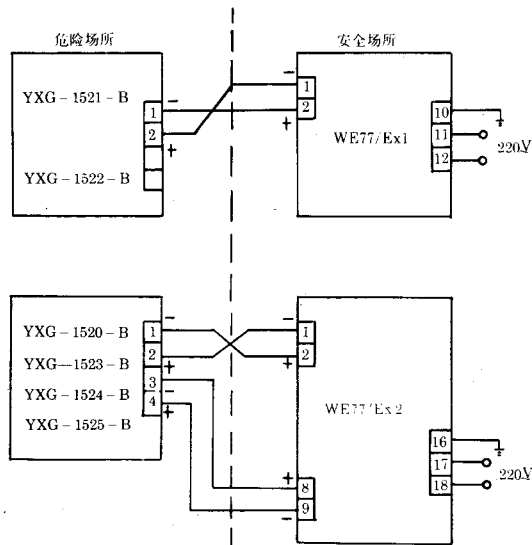 危险场所
安全场所
YXG-1521-B
YXG-1522-B
1
2
-
+
-
+
1
2
WE77/Ex1
10
11
12
220V
YXG-1520-B
YXG-1523-B
YXG-1524-B
YXG-1525-B
1
2
3
4
-
+
-
+
-
+
1
2
WE77/Ex2
+
-
8
9
16
17
18
220V